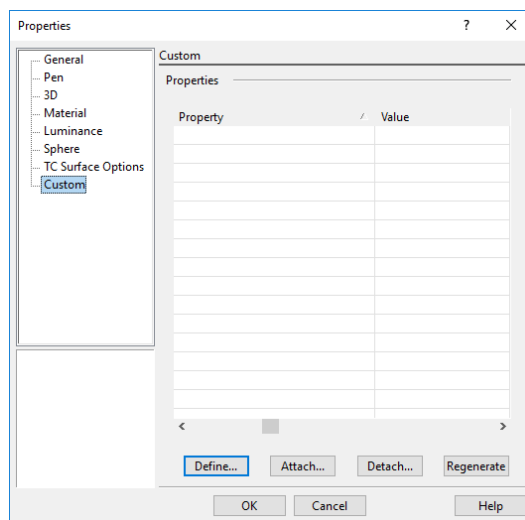 Properties
?
General
Pen
3D
Material
Luminance
Sphere
TC Surface Options
Custom
Custom
Properties
Property Value
Define... Attach... Detach... Regenerate
OK Cancel Help